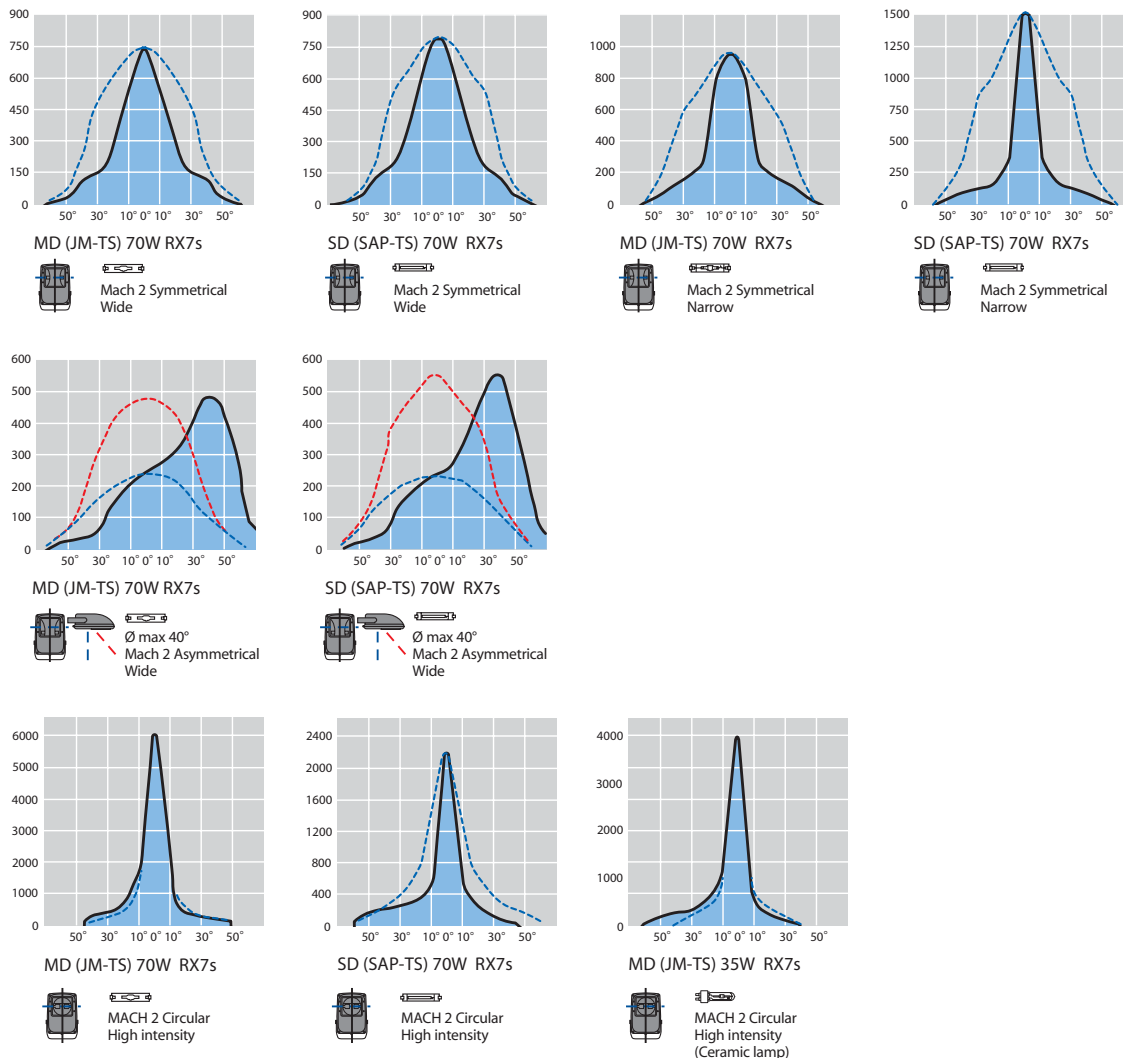 900
750
600
450
300
150
0
50° 30° 10° 0° 10° 30° 50°
MD (JM-TS) 70W RX7s
Mach 2 Symmetrical
Wide
900
750
600
450
300
150
0
50° 30° 10° 0° 10° 30° 50°
SD (SAP-TS) 70W RX7s
Mach 2 Symmetrical
Wide
1000
800
600
400
200
0
50° 30° 10° 0° 10° 30° 50°
MD (JM-TS) 70W RX7s
Mach 2 Symmetrical
Narrow
1500
1250
1000
750
500
250
0
50° 30° 10° 0° 10° 30° 50°
SD (SAP-TS) 70W RX7s
Mach 2 Symmetrical
Narrow
600
500
400
300
200
100
0
50° 30° 10° 0° 10° 30° 50°
MD (JM-TS) 70W RX7s
Ø max 40°
Mach 2 Asymmetrical
Wide
600
500
400
300
200
100
0
50° 30° 10° 0° 10° 30° 50°
SD (SAP-TS) 70W RX7s
Ø max 40°
Mach 2 Asymmetrical
Wide
6000
5000
4000
3000
2000
1000
0
50° 30° 10° 0° 10° 30° 50°
MD (JM-TS) 70W RX7s
MACH 2 Circular
High intensity
2400
2000
1600
1200
800
400
0
50° 30° 10° 0° 10° 30° 50°
SD (SAP-TS) 70W RX7s
MACH 2 Circular
High intensity
4000
3000
2000
1000
0
50° 30° 10° 0° 10° 30° 50°
MD (JM-TS) 35W RX7s
MACH 2 Circular
High intensity
(Ceramic lamp)